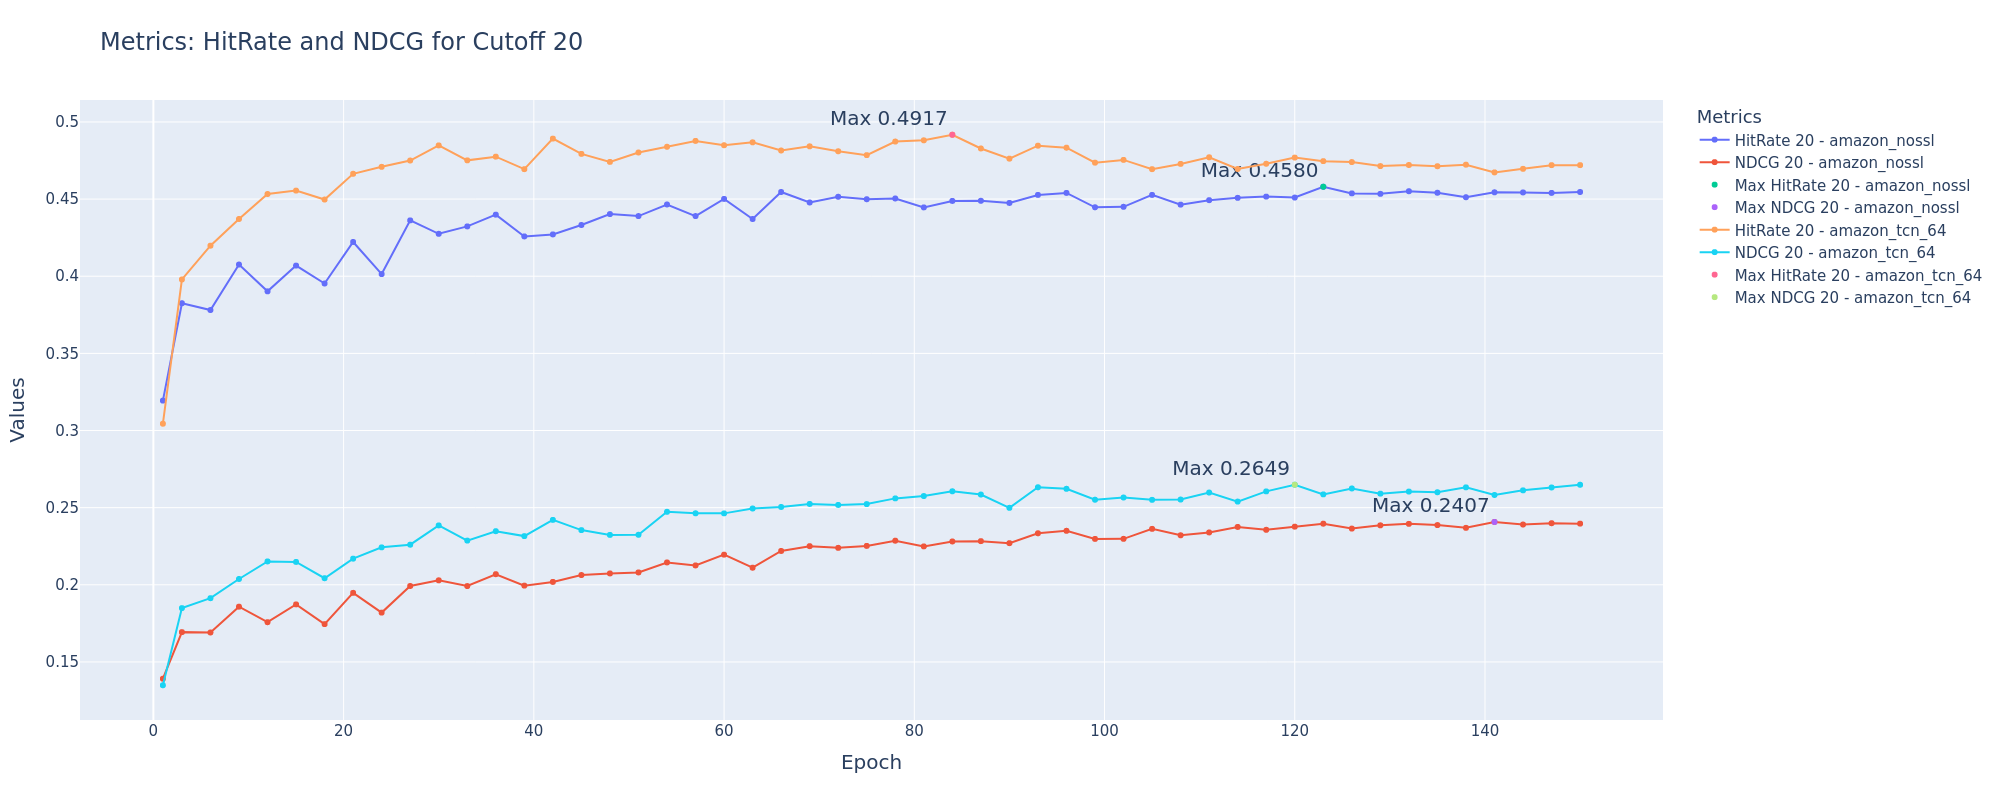 Metrics: HitRate and NDCG for Cutoff 20
Max 0.4917
Max 0.4580
Max 0.2649
Max 0.2407
0.5
0.45
0.4
0.35
0.3
0.25
0.2
0.15
Values
0 20 40 60 80 100 120 140
Epoch
Metrics
HitRate 20 - amazon_nossl
NDCG 20 - amazon_nossl
Max HitRate 20 - amazon_nossl
Max NDCG 20 - amazon_nossl
HitRate 20 - amazon_tcn_64
NDCG 20 - amazon_tcn_64
Max HitRate 20 - amazon_tcn_64
Max NDCG 20 - amazon_tcn_64